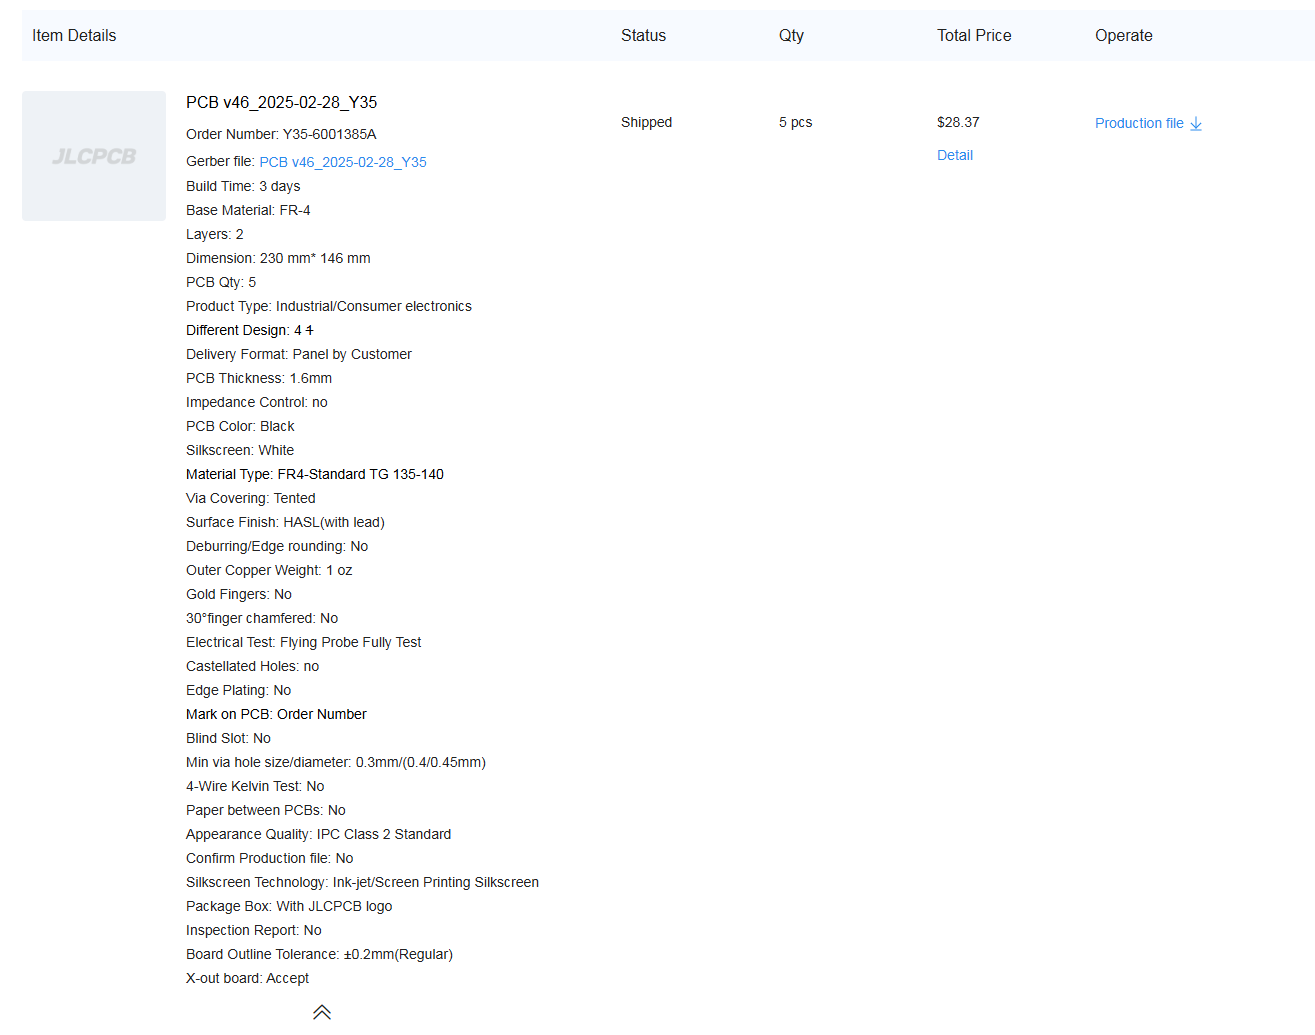 Item Details Status Qty Total Price Operate
JLCPCB
PCB v46_2025-02-28_Y35
Shipped 5 pcs $28.37 Production file
Order Number: Y35-6001385A
Detail
Gerber file: PCB v46_2025-02-28_Y35
Build Time: 3 days
Base Material: FR-4
Layers: 2
Dimension: 230 mm* 146 mm
PCB Qty: 5
Product Type: Industrial/Consumer electronics
Different Design: 4 1
Delivery Format: Panel by Customer
PCB Thickness: 1.6mm
Impedance Control: no
PCB Color: Black
Silkscreen: White
Material Type: FR4-Standard TG 135-140
Via Covering: Tented
Surface Finish: HASL(with lead)
Deburring/Edge rounding: No
Outer Copper Weight: 1 oz
Gold Fingers: No
30°finger chamfered: No
Electrical Test: Flying Probe Fully Test
Castellated Holes: no
Edge Plating: No
Mark on PCB: Order Number
Blind Slot: No
Min via hole size/diameter: 0.3mm/(0.4/0.45mm)
4-Wire Kelvin Test: No
Paper between PCBs: No
Appearance Quality: IPC Class 2 Standard
Confirm Production file: No
Silkscreen Technology: Ink-jet/Screen Printing Silkscreen
Package Box: With JLCPCB logo
Inspection Report: No
Board Outline Tolerance: ±0.2mm(Regular)
X-out board: Accept